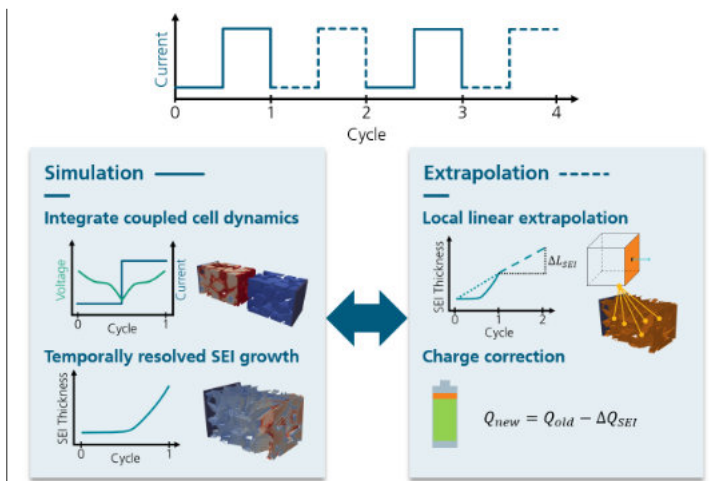 Current
0 1 2 3 4
Cycle
Simulation
Integrate coupled cell dynamics
Voltage
Current
0 1
Cycle
Temporally resolved SEI growth
SEI Thickness
0 1
Cycle
Extrapolation
Local linear extrapolation
SEI Thickness
ΔL_SEI
0 1 2
Cycle
Charge correction
Q_new = Q_old − ΔQ_SEI